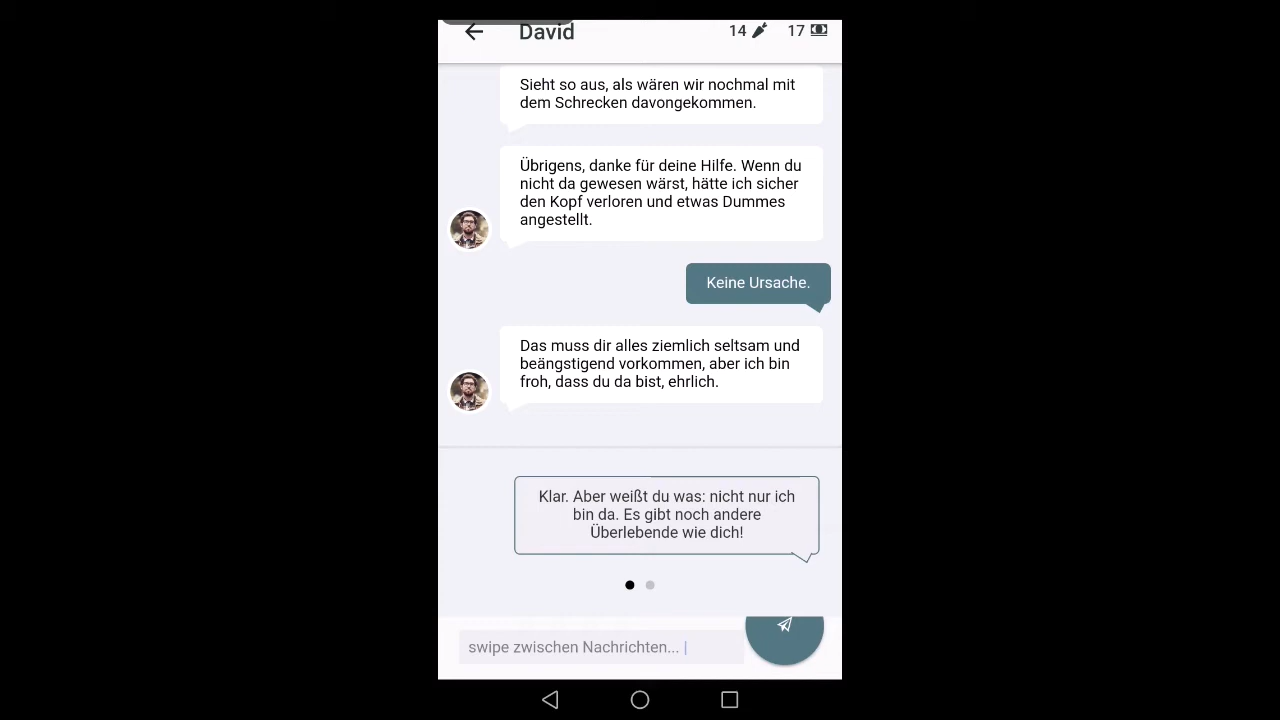 David 14 17
Sieht so aus, als wären wir nochmal mit
dem Schrecken davongekommen.
Übrigens, danke für deine Hilfe. Wenn du
nicht da gewesen wärst, hätte ich sicher
den Kopf verloren und etwas Dummes
angestellt.
Keine Ursache.
Das muss dir alles ziemlich seltsam und
beängstigend vorkommen, aber ich bin
froh, dass du da bist, ehrlich.
Klar. Aber weißt du was: nicht nur ich
bin da. Es gibt noch andere
Überlebende wie dich!
swipe zwischen Nachrichten... |